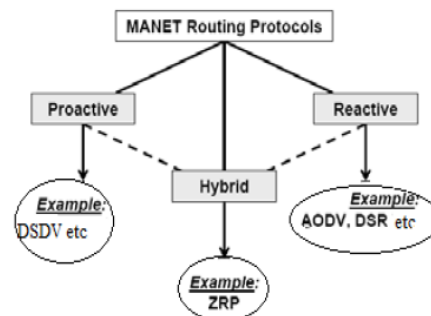 MANET Routing Protocols
Proactive
Reactive
Hybrid
Example:
DSDV etc
Example:
AODV, DSR etc
Example:
ZRP